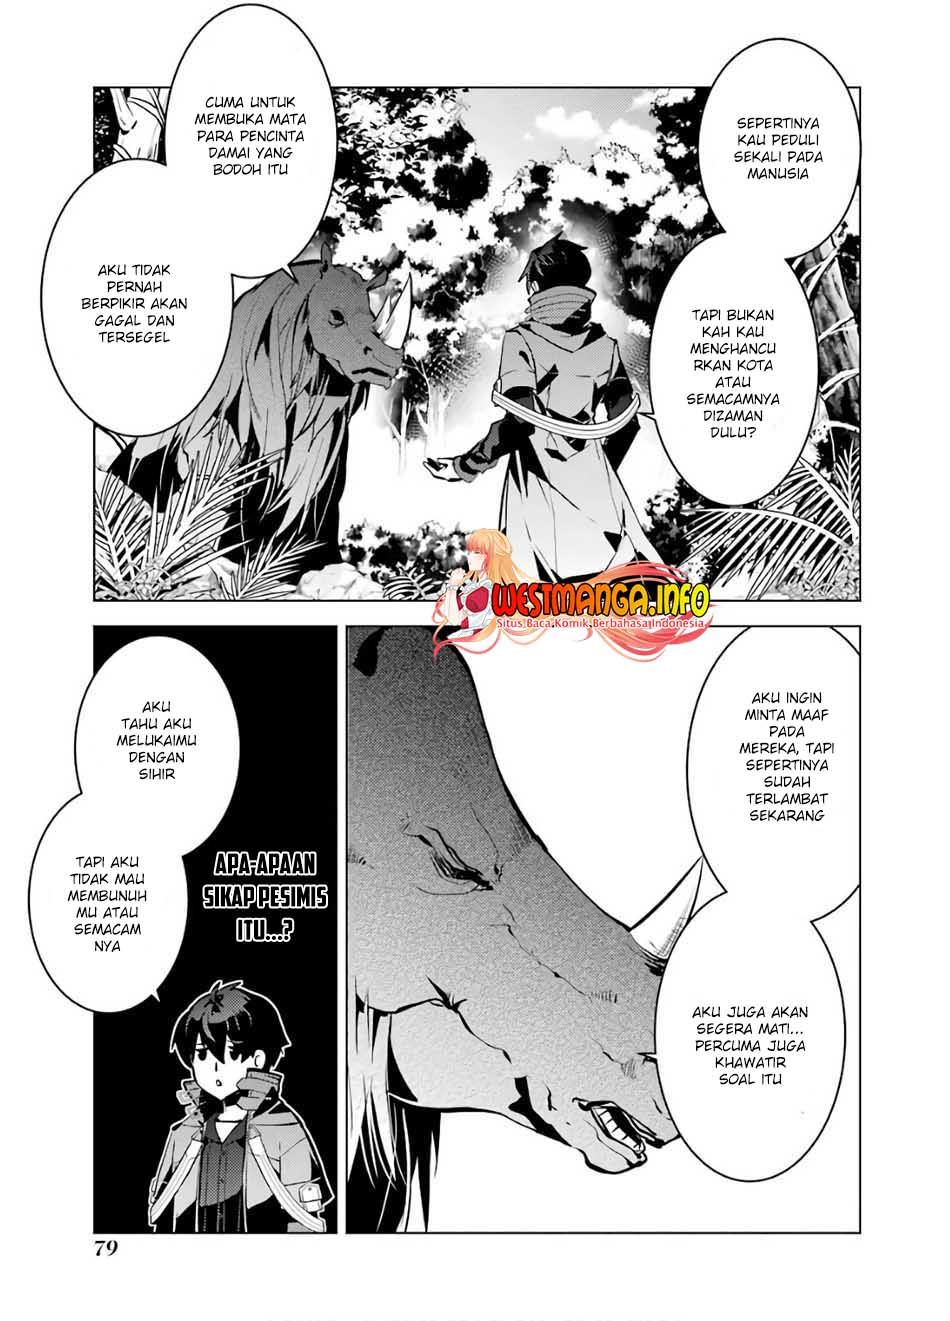 SEPERTINYA
KAU PEDULI
SEKALI PADA
MANUSIA
TAPI BUKAN
KAH KAU
MENGHANCU
RKAN KOTA
ATAU
SEMACAMNYA
DIZAMAN
DULU?
CUMA UNTUK
MEMBUKA MATA
PARA PENCINTA
DAMAI YANG
BODOH ITU
AKU TIDAK
PERNAH
BERPIKIR AKAN
GAGAL DAN
TERSEGEL
WESTMANGA.INFO
Situs Baca Komik Berbahasa Indonesia
AKU INGIN
MINTA MAAF
PADA
MEREKA, TAPI
SEPERTINYA
SUDAH
TERLAMBAT
SEKARANG
AKU JUGA AKAN
SEGERA MATI...
PERCUMA JUGA
KHAWATIR
SOAL ITU
APA-APAAN
SIKAP PESIMIS
ITU...?
AKU
TAHU AKU
MELUKAIMU
DENGAN
SIHIR
TAPI AKU
TIDAK MAU
MEMBUNUH
MU ATAU
SEMACAM
NYA
79